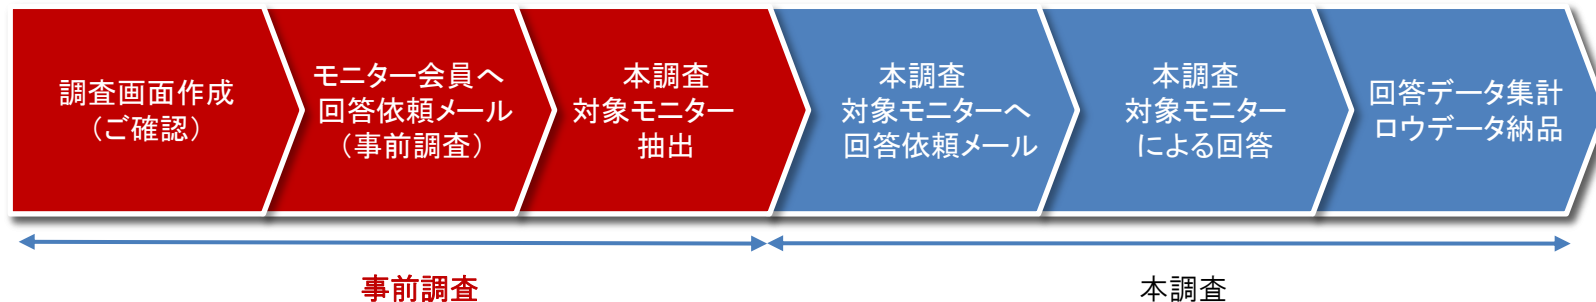 調査画面作成
（ご確認）
モニター会員へ
回答依頼メール
（事前調査）
本調査
対象モニター
抽出
本調査
対象モニターへ
回答依頼メール
本調査
対象モニター
による回答
回答データ集計
ロウデータ納品
事前調査
本調査